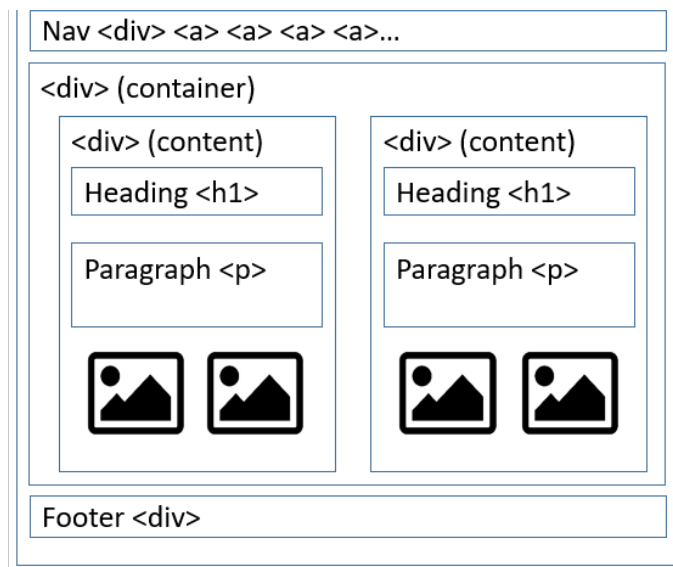 Nav <div> <a> <a> <a> <a>...
<div> (container)
<div> (content)
Heading <h1>
Paragraph <p>
<div> (content)
Heading <h1>
Paragraph <p>
Footer <div>